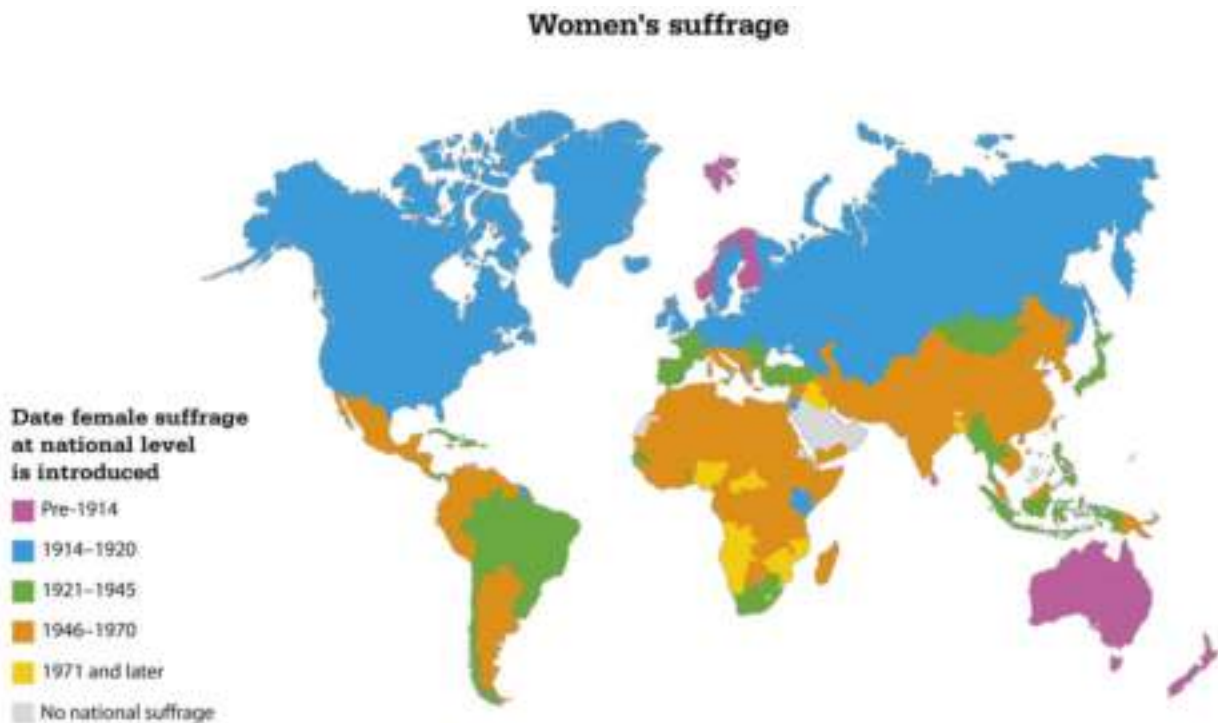 Women's suffrage
Date female suffrage
at national level
is introduced
Pre-1914
1914–1920
1921–1945
1946–1970
1971 and later
No national suffrage